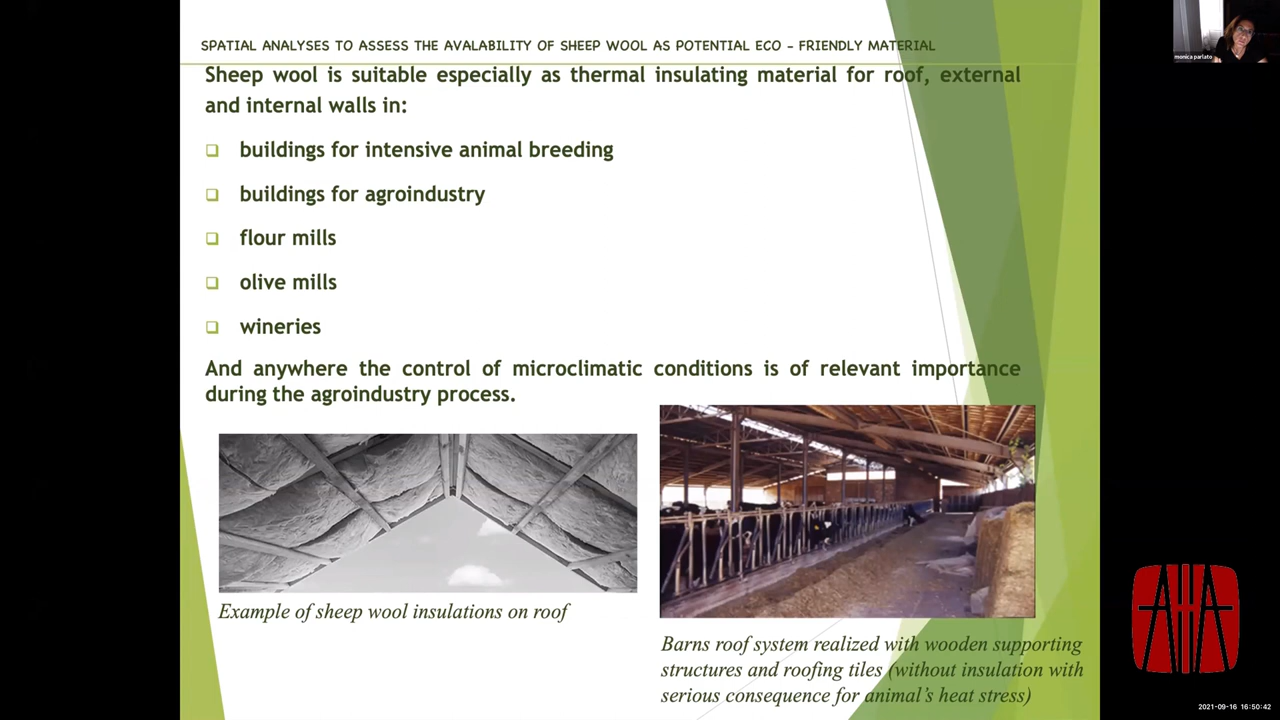 SPATIAL ANALYSES TO ASSESS THE AVALABILITY OF SHEEP WOOL AS POTENTIAL ECO - FRIENDLY MATERIAL
monica parlato
Sheep wool is suitable especially as thermal insulating material for roof, external
and internal walls in:
buildings for intensive animal breeding
buildings for agroindustry
flour mills
olive mills
wineries
And anywhere the control of microclimatic conditions is of relevant importance
during the agroindustry process.
Example of sheep wool insulations on roof
Barns roof system realized with wooden supporting
structures and roofing tiles (without insulation with
serious consequence for animal's heat stress)
AHA
2021-09-16 16:50:42